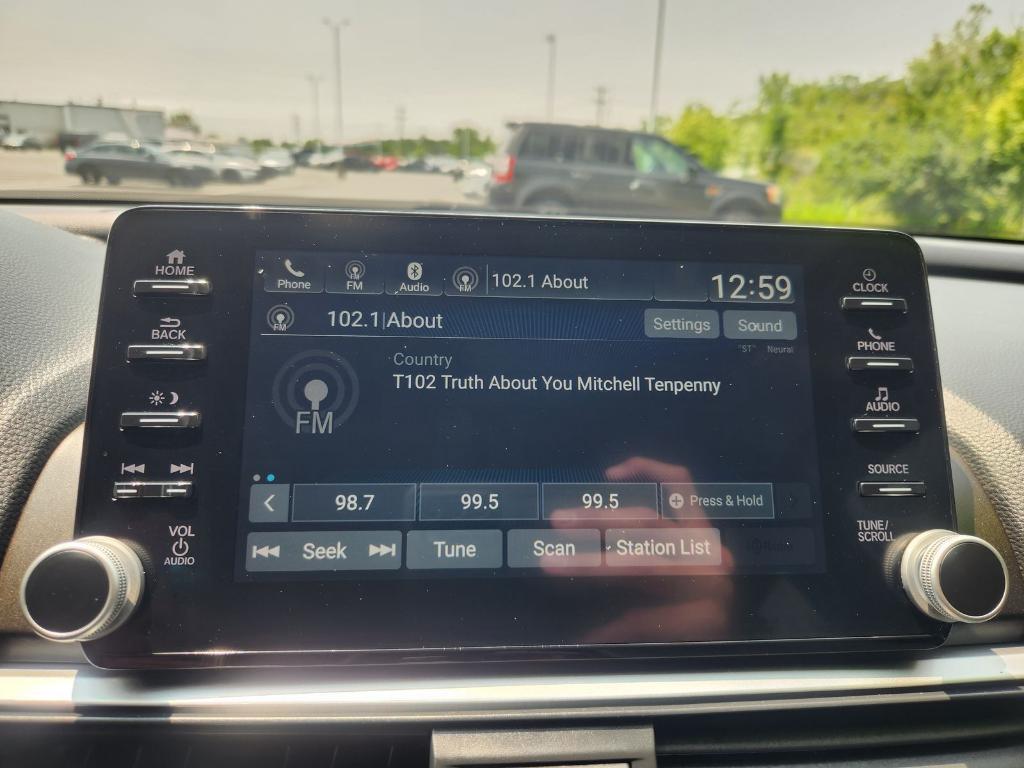 HOME
BACK
VOL
AUDIO
Phone
FM
Audio
FM
102.1 About
12:59
FM
102.1 About
Settings
Sound
"ST" Neural
Country
T102 Truth About You Mitchell Tenpenny
FM
98.7
99.5
99.5
Press & Hold
Seek
Tune
Scan
Station List
CLOCK
PHONE
AUDIO
SOURCE
TUNE/
SCROLL